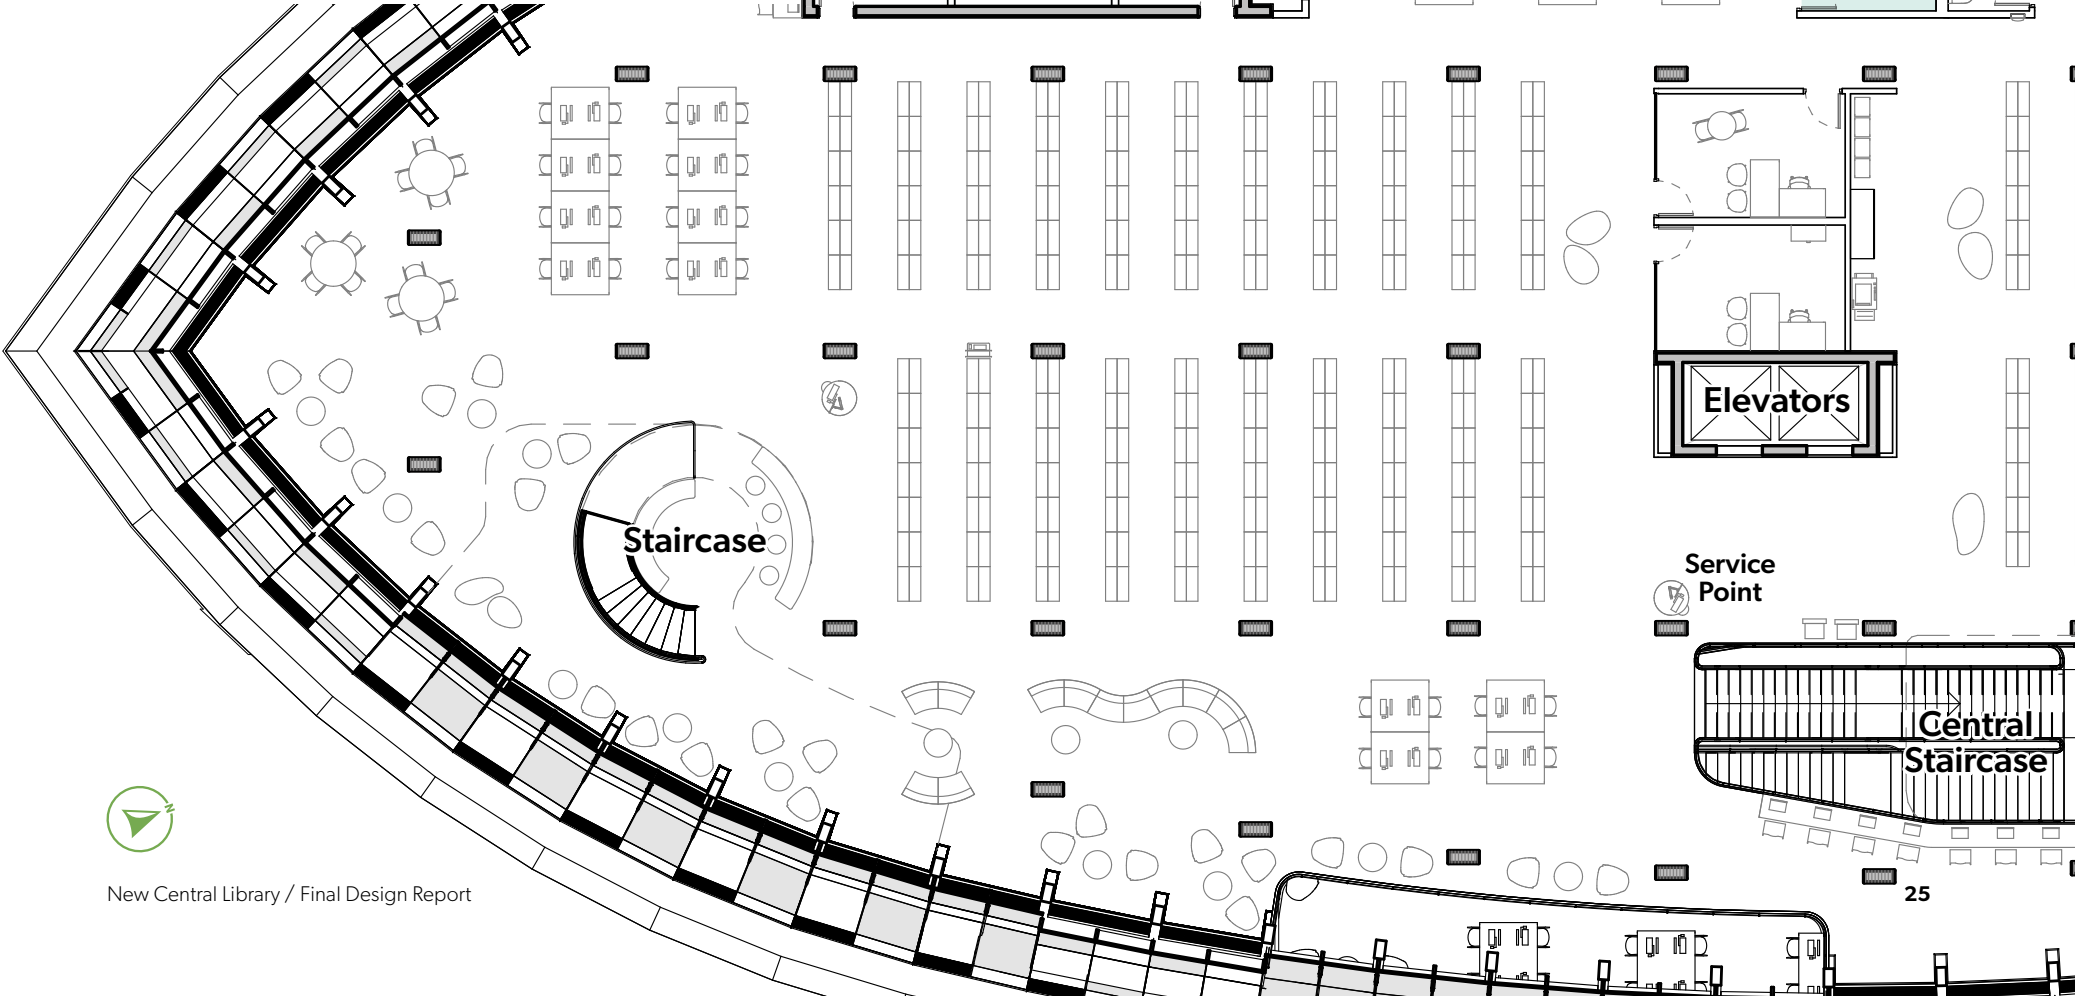 Elevators
Staircase
Service
Point
Central
Staircase
N
New Central Library / Final Design Report
25